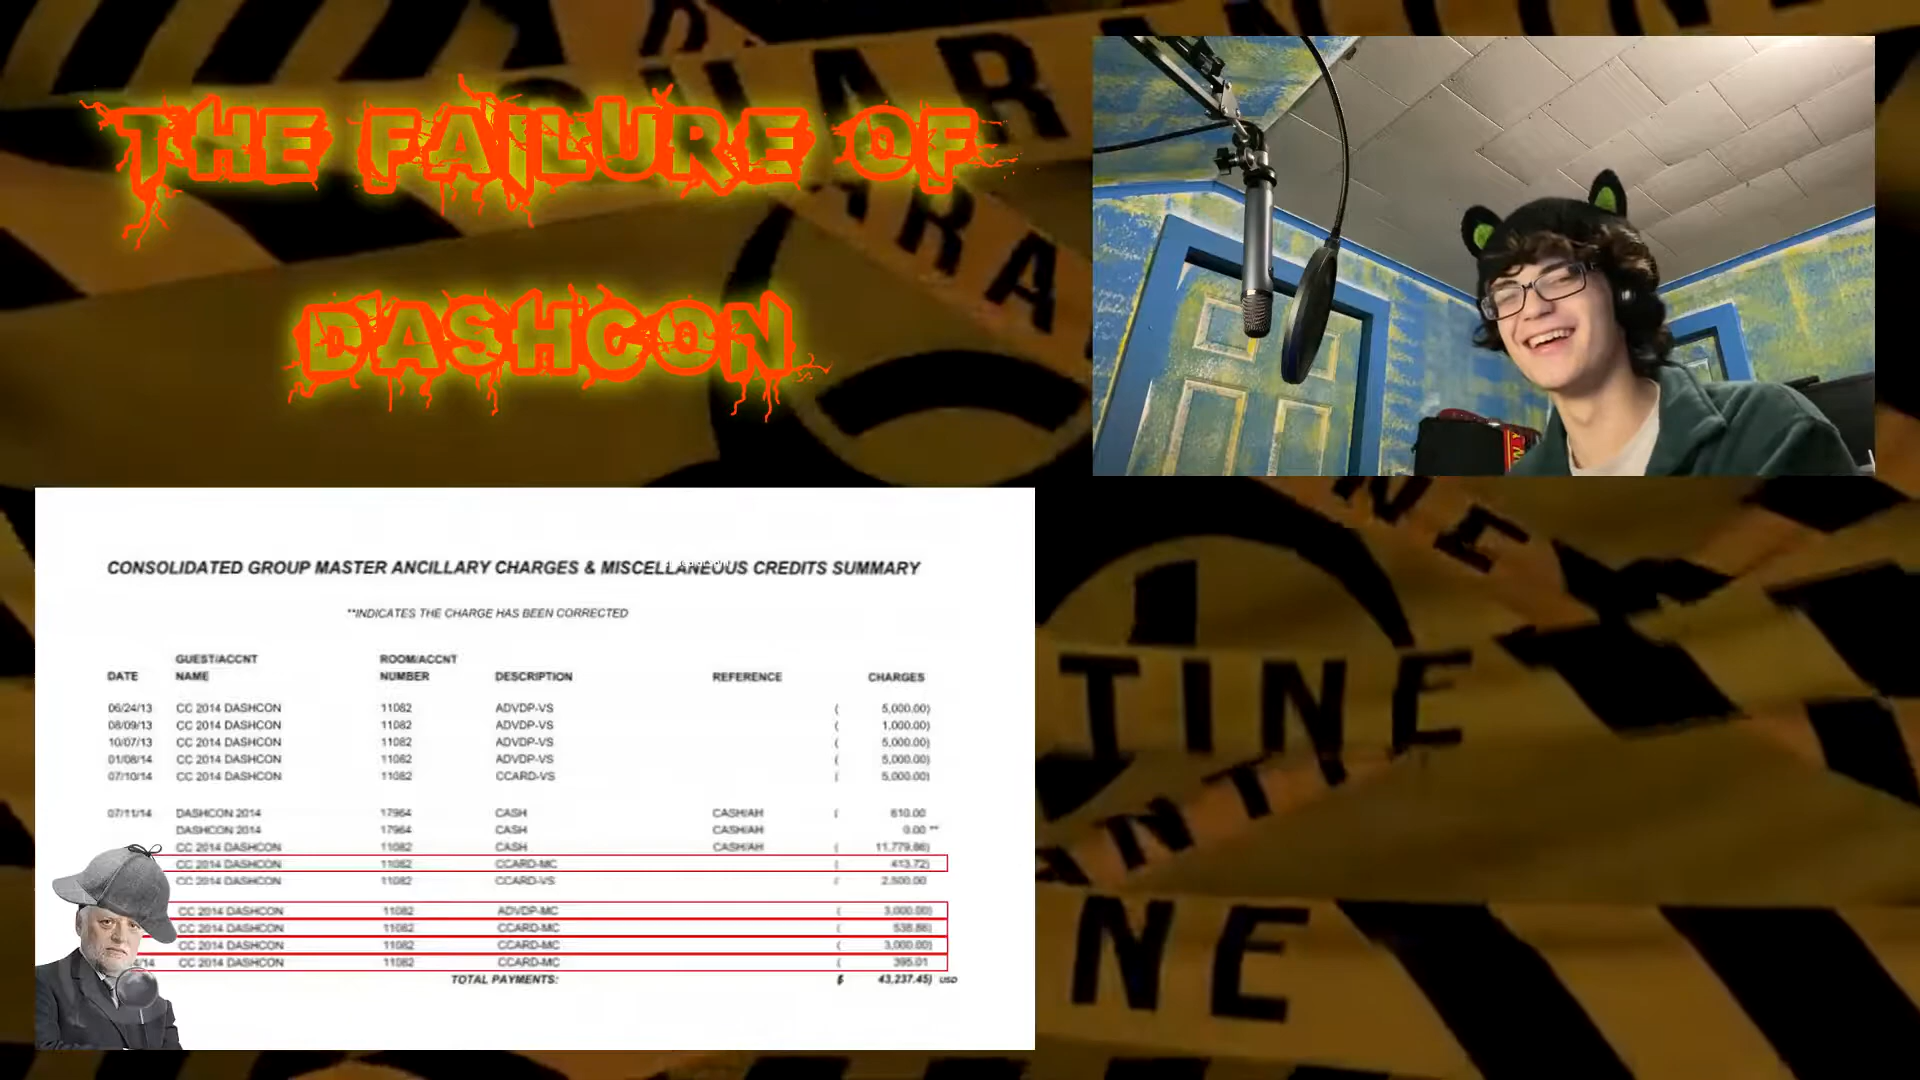 THE FAILURE OF
DASHCON
CONSOLIDATED GROUP MASTER ANCILLARY CHARGES & MISCELLANEOUS CREDITS SUMMARY
**INDICATES THE CHARGE HAS BEEN CORRECTED
GUEST/ACCNT ROOM/ACCNT
DATE NAME NUMBER DESCRIPTION REFERENCE CHARGES
06/24/13 CC 2014 DASHCON 11082 ADVDP-VS ( 5,000.00)
08/09/13 CC 2014 DASHCON 11082 ADVDP-VS ( 1,000.00)
10/07/13 CC 2014 DASHCON 11082 ADVDP-VS ( 5,000.00)
01/08/14 CC 2014 DASHCON 11082 ADVDP-VS ( 5,000.00)
07/10/14 CC 2014 DASHCON 11082 CCARD-VS ( 5,000.00)
07/11/14 DASHCON 2014 17964 CASH CASH/AH ( 610.00
DASHCON 2014 17964 CASH CASH/AH 0.00 **
CC 2014 DASHCON 11082 CASH CASH/AH ( 11,779.86)
CC 2014 DASHCON 11082 CCARD-MC ( 413.72)
CC 2014 DASHCON 11082 CCARD-VS ( 2,500.00
CC 2014 DASHCON 11082 ADVDP-MC ( 3,000.00)
CC 2014 DASHCON 11082 CCARD-MC ( 538.86)
CC 2014 DASHCON 11082 CCARD-MC ( 3,000.00)
4/14 CC 2014 DASHCON 11082 CCARD-MC ( 395.01
TOTAL PAYMENTS: $ 43,237.45) USD
QUAR
ARA
INE
TINE
ANTI
NE